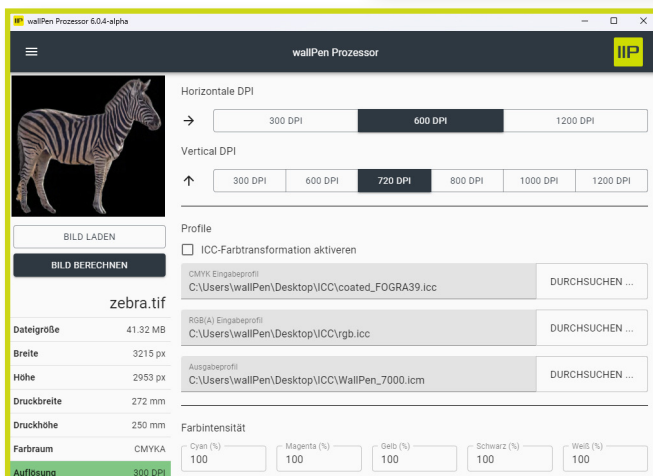 wallPen Prozessor 6.0.4-alpha
wallPen Prozessor
Horizontale DPI
300 DPI 600 DPI 1200 DPI
Vertical DPI
300 DPI 600 DPI 720 DPI 800 DPI 1000 DPI 1200 DPI
BILD LADEN
BILD BERECHNEN
zebra.tif
Dateigröße 41.32 MB
Breite 3215 px
Höhe 2953 px
Druckbreite 272 mm
Druckhöhe 250 mm
Farbraum CMYKA
Auflösung 300 DPI
Profile
ICC-Farbtransformation aktivieren
CMYK Eingabeprofil
C:\Users\wallPen\Desktop\ICC\coated_FOGRA39.icc
DURCHSUCHEN ...
RGB(A) Eingabeprofil
C:\Users\wallPen\Desktop\ICC\rgb.icc
DURCHSUCHEN ...
Ausgabeprofil
C:\Users\wallPen\Desktop\ICC\WallPen_7000.icm
DURCHSUCHEN ...
Farbintensität
Cyan (%) Magenta (%) Gelb (%) Schwarz (%) Weiß (%)
100 100 100 100 100